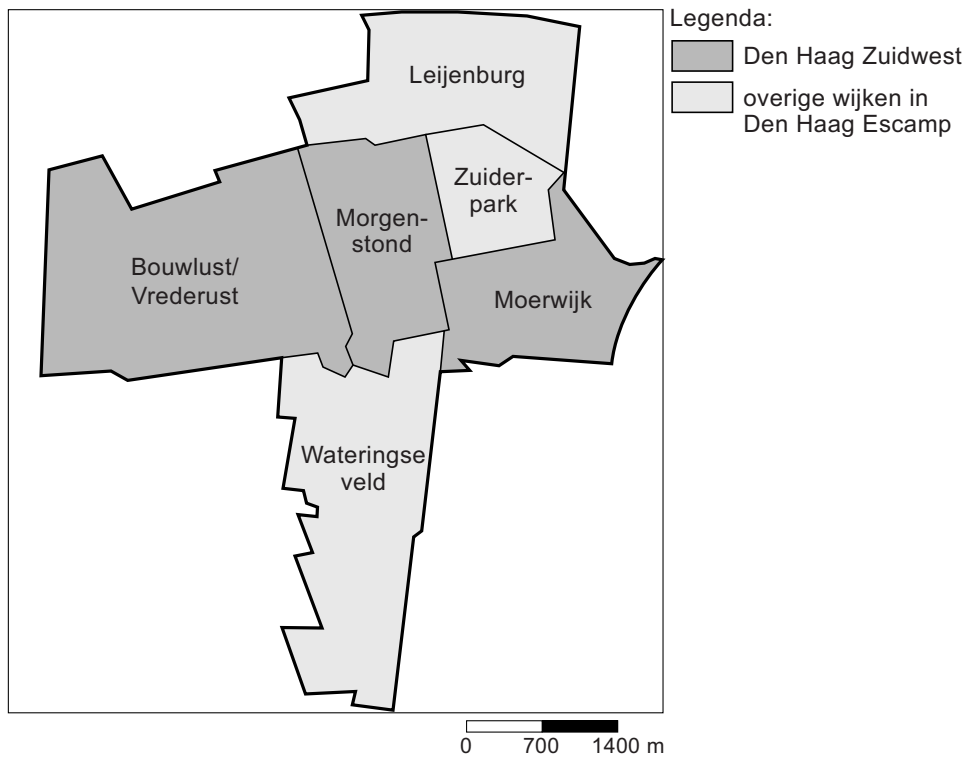 Legenda:
Den Haag Zuidwest
overige wijken in
Den Haag Escamp
Leijenburg
Zuider-
park
Morgen-
stond
Bouwlust/
Vrederust
Moerwijk
Wateringse
veld
0 700 1400 m